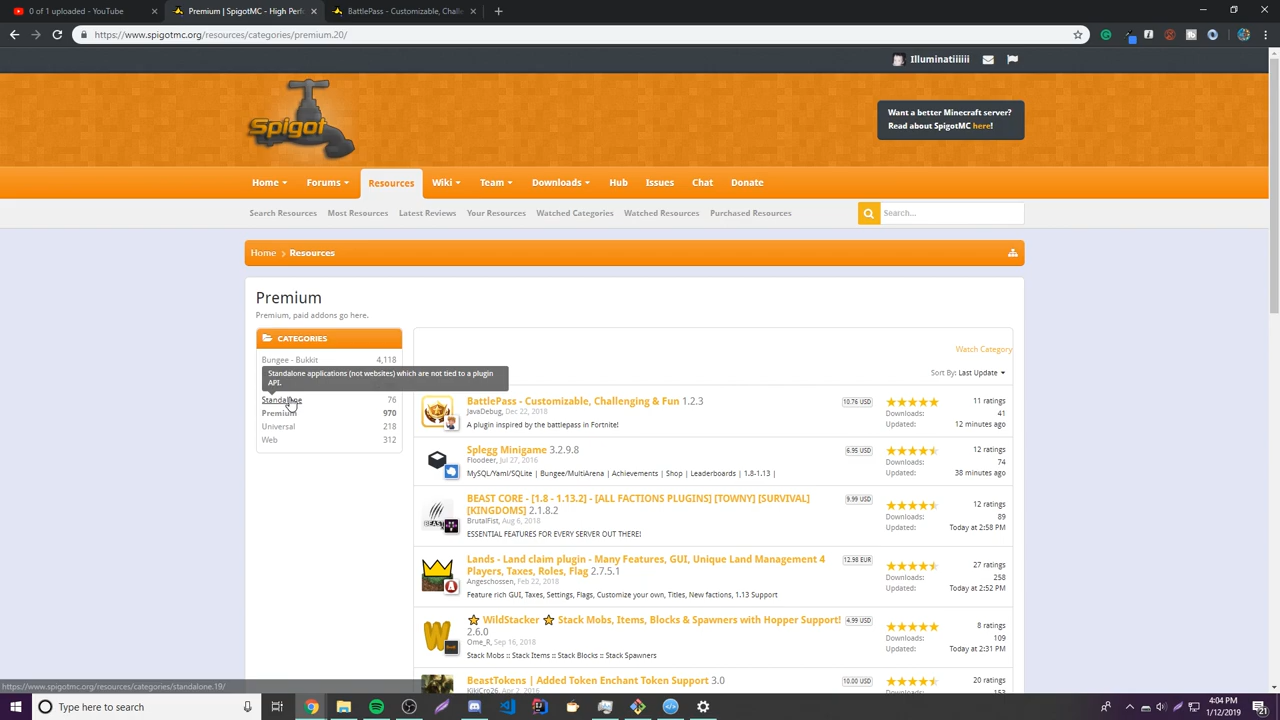 0 of 1 uploaded - YouTube
Premium | SpigotMC - High Perf
BattlePass - Customizable, Chall
https://www.spigotmc.org/resources/categories/premium.20/
Illuminatiiiiii
Spigot
Want a better Minecraft server?
Read about SpigotMC here!
Home
Forums
Resources
Wiki
Team
Downloads
Hub
Issues
Chat
Donate
Search Resources
Most Resources
Latest Reviews
Your Resources
Watched Categories
Watched Resources
Purchased Resources
Search...
Home
Resources
Premium
Premium, paid addons go here.
CATEGORIES
Bungee - Bukkit 4,118
Standalone applications (not websites) which are not tied to a plugin
API.
Standalone 76
Premium 970
Universal 218
Web 312
Watch Category
Sort By: Last Update
BattlePass - Customizable, Challenging & Fun 1.2.3
JavaDebug, Dec 22, 2018
A plugin inspired by the battlepass in Fortnite!
10.76 USD
11 ratings
Downloads: 41
Updated: 12 minutes ago
Splegg Minigame 3.2.9.8
Floodeer, Jul 27, 2016
MySQL/Yaml/SQLite | Bungee/MultiArena | Achievements | Shop | Leaderboards | 1.8-1.13 |
6.95 USD
12 ratings
Downloads: 74
Updated: 38 minutes ago
BEAST CORE - [1.8 - 1.13.2] - [ALL FACTIONS PLUGINS] [TOWNY] [SURVIVAL]
[KINGDOMS] 2.1.8.2
BrutalFist, Aug 6, 2018
ESSENTIAL FEATURES FOR EVERY SERVER OUT THERE!
BEAST
9.99 USD
12 ratings
Downloads: 89
Updated: Today at 2:58 PM
Lands - Land claim plugin - Many Features, GUI, Unique Land Management 4
Players, Taxes, Roles, Flag 2.7.5.1
Angeschossen, Feb 22, 2018
Feature rich GUI, Taxes, Settings, Flags, Customize your own, Titles, New factions, 1.13 Support
12.98 EUR
27 ratings
Downloads: 258
Updated: Today at 2:52 PM
WildStacker ⭐ Stack Mobs, Items, Blocks & Spawners with Hopper Support!
2.6.0
Ome_R, Sep 16, 2018
Stack Mobs :: Stack Items :: Stack Blocks :: Stack Spawners
4.99 USD
8 ratings
Downloads: 109
Updated: Today at 2:31 PM
BeastTokens | Added Token Enchant Token Support 3.0
KikiCro26, Apr 2, 2016
10.00 USD
20 ratings
Downloads: 153
https://www.spigotmc.org/resources/categories/standalone.19/
Type here to search
4:04 PM
1/12/2019